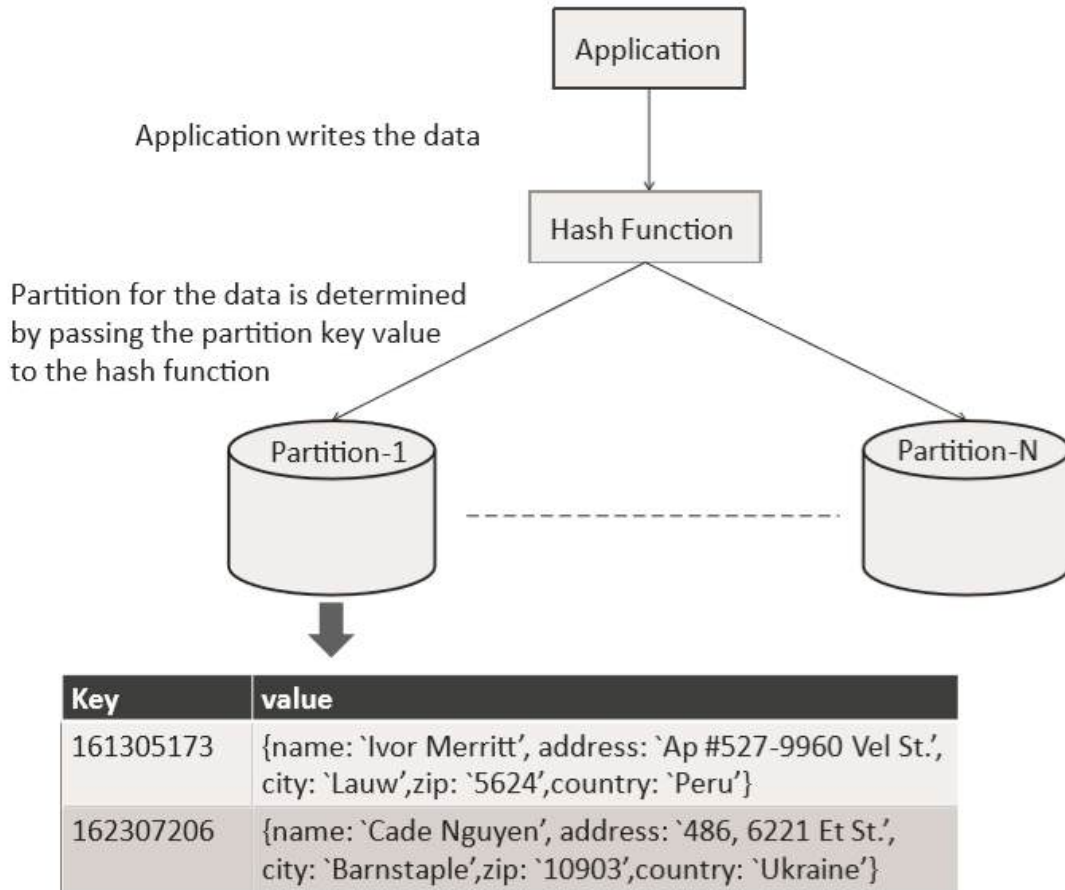 Application
Application writes the data
Hash Function
Partition for the data is determined
by passing the partition key value
to the hash function
Partition-1
Partition-N
Key value
161305173 {name: `Ivor Merritt’, address: `Ap #527-9960 Vel St.’,
city: `Lauw’,zip: `5624’,country: `Peru’}
162307206 {name: `Cade Nguyen’, address: `486, 6221 Et St.’,
city: `Barnstaple’,zip: `10903’,country: `Ukraine’}